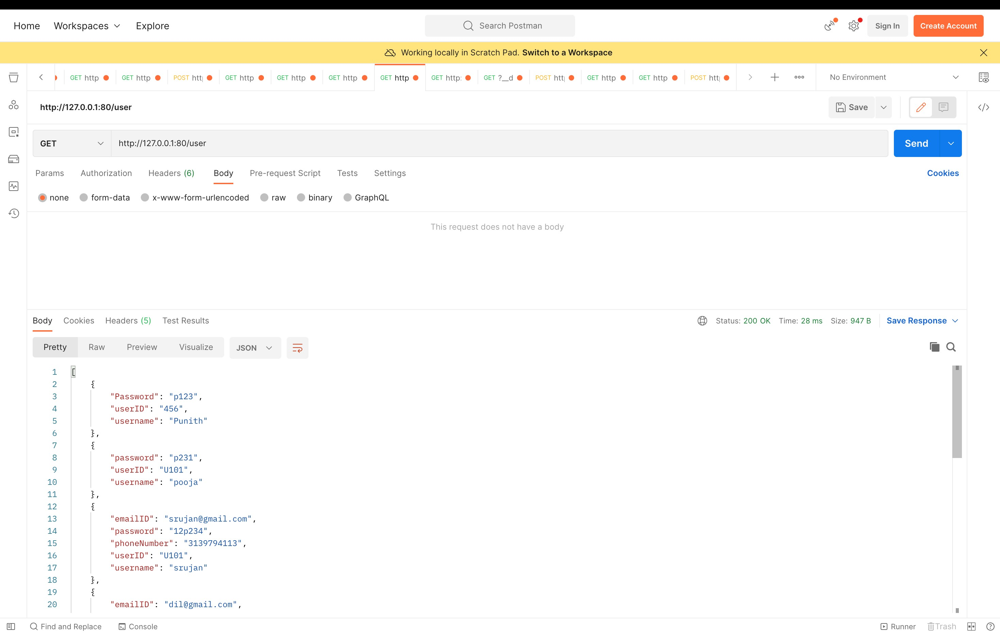 Home Workspaces Explore Search Postman Sign In Create Account
Working locally in Scratch Pad. Switch to a Workspace
GET http GET http POST htt GET http GET http GET http GET http GET http: GET ?__d POST htt GET http GET http POST htt No Environment
http://127.0.0.1:80/user Save
GET http://127.0.0.1:80/user Send
Params Authorization Headers (6) Body Pre-request Script Tests Settings Cookies
none form-data x-www-form-urlencoded raw binary GraphQL
This request does not have a body
Body Cookies Headers (5) Test Results Status: 200 OK Time: 28 ms Size: 947 B Save Response
Pretty Raw Preview Visualize JSON
1 [
2 {
3 "Password": "p123",
4 "userID": "456",
5 "username": "Punith"
6 },
7 {
8 "password": "p231",
9 "userID": "U101",
10 "username": "pooja"
11 },
12 {
13 "emailID": "srujan@gmail.com",
14 "password": "12p234",
15 "phoneNumber": "3139794113",
16 "userID": "U101",
17 "username": "srujan"
18 },
19 {
20 "emailID": "dil@gmail.com",
Find and Replace Console Runner Trash